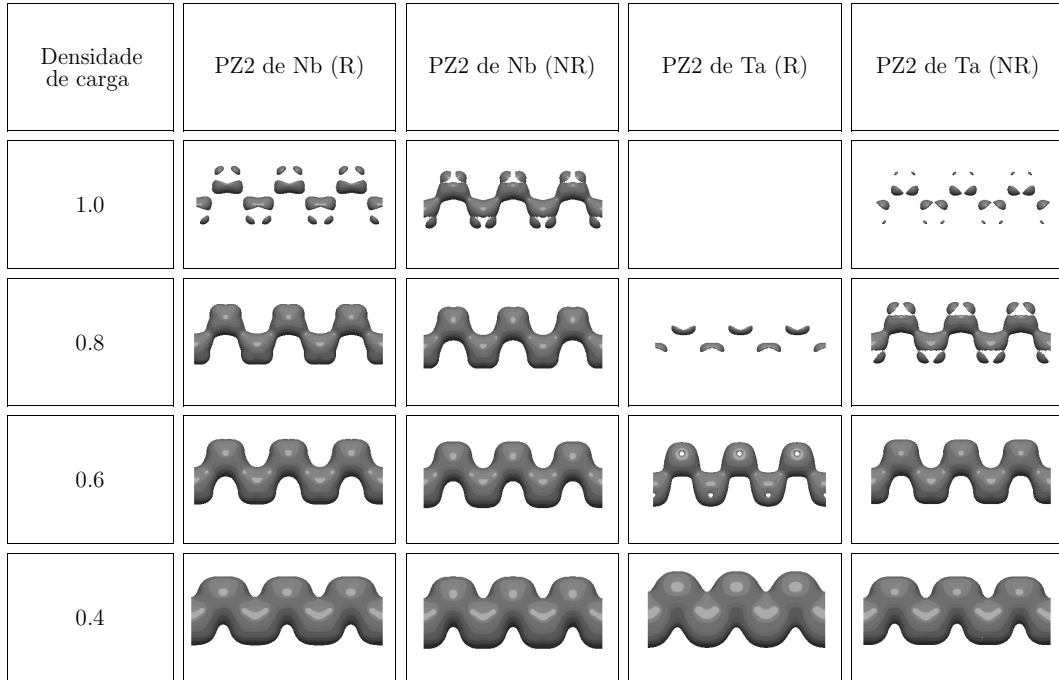 Densidade
de carga
PZ2 de Nb (R)
PZ2 de Nb (NR)
PZ2 de Ta (R)
PZ2 de Ta (NR)
1.0
0.8
0.6
0.4